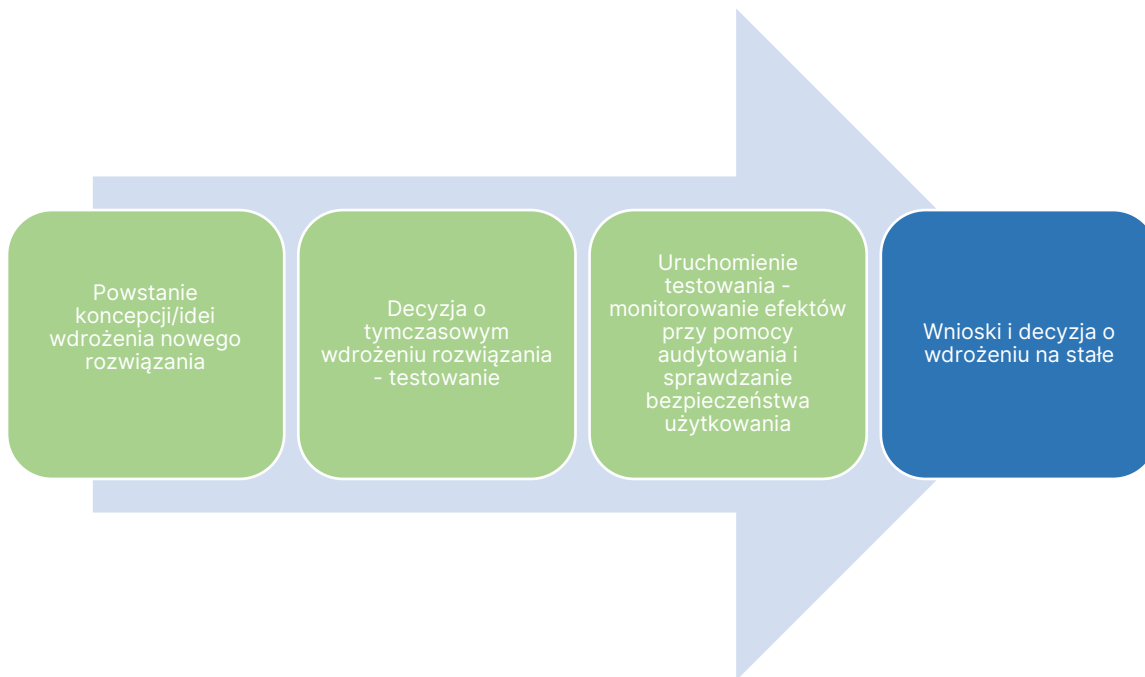 Powstanie
koncepcji/idei
wdrożenia nowego
rozwiązania
Decyzja o
tymczasowym
wdrożeniu rozwiązania
- testowanie
Uruchomienie
testowania -
monitorowanie efektów
przy pomocy
audytowania i
sprawdzanie
bezpieczeństwa
użytkowania
Wnioski i decyzja o
wdrożeniu na stałe